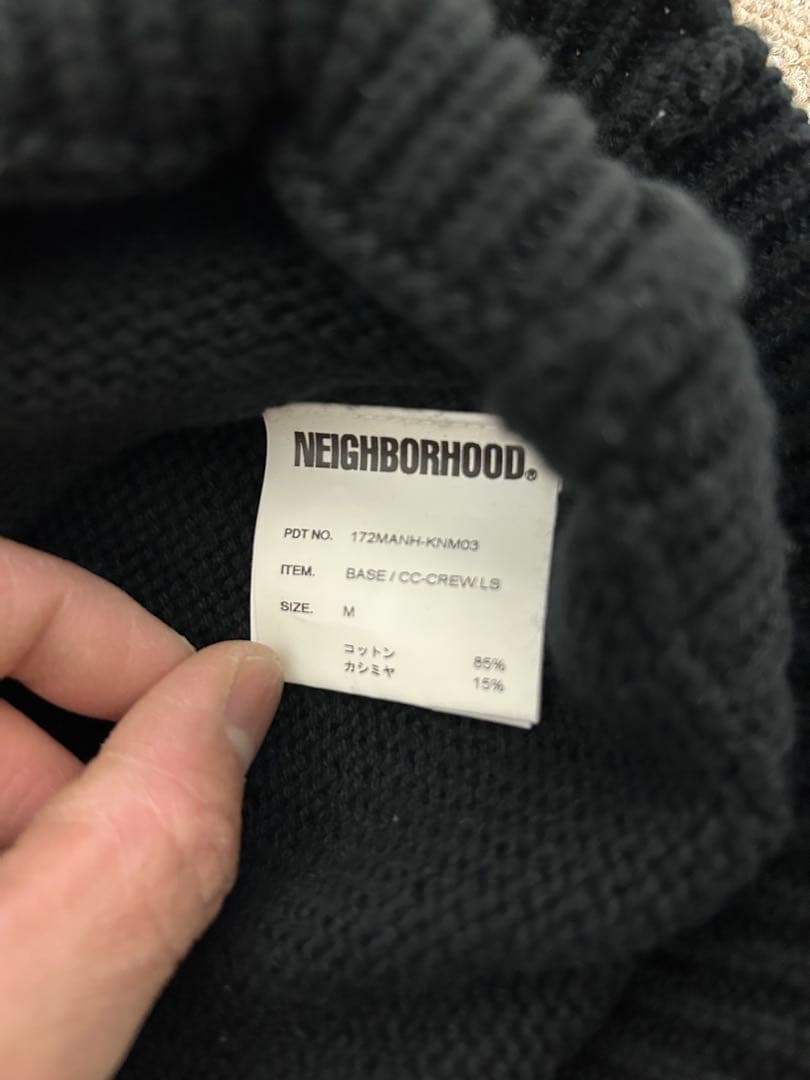 NEIGHBORHOOD®
PDT NO. 172MANH-KNM03
ITEM. BASE / CC-CREW.LS
SIZE. M
コットン 85%
カシミヤ 15%